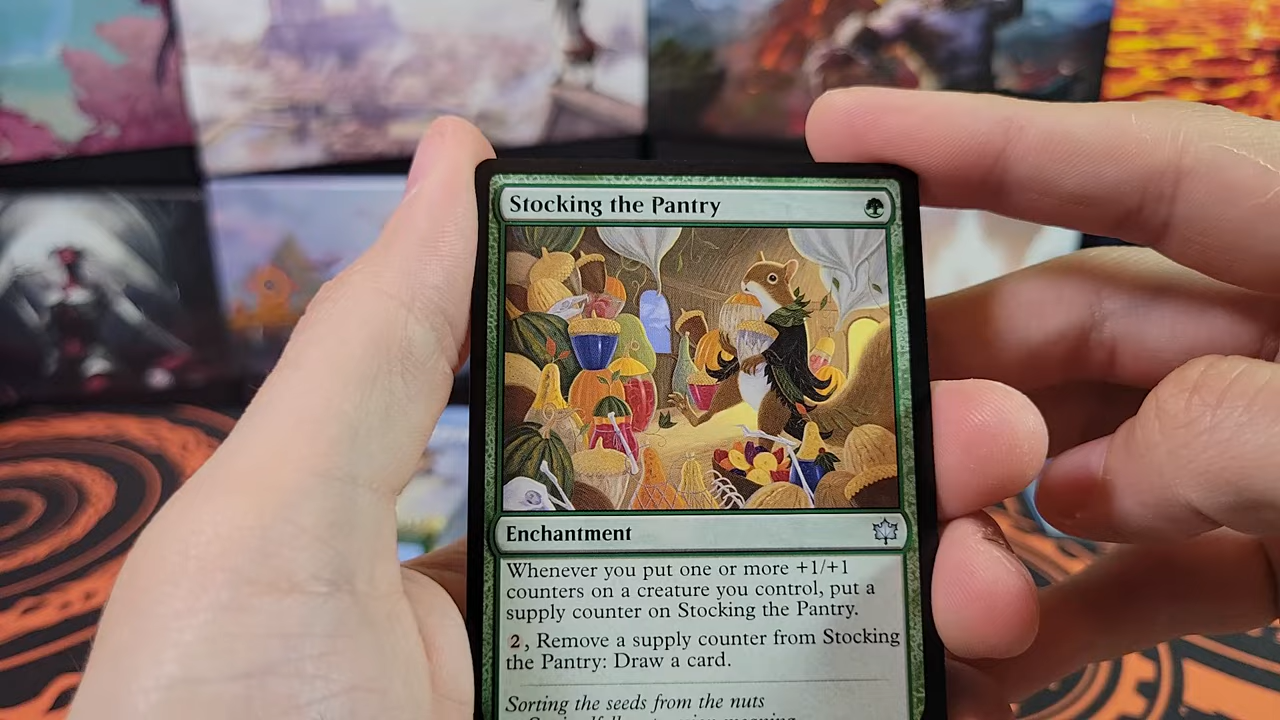 Stocking the Pantry
Enchantment
Whenever you put one or more +1/+1
counters on a creature you control, put a
supply counter on Stocking the Pantry.
2, Remove a supply counter from Stocking
the Pantry: Draw a card.
Sorting the seeds from the nuts